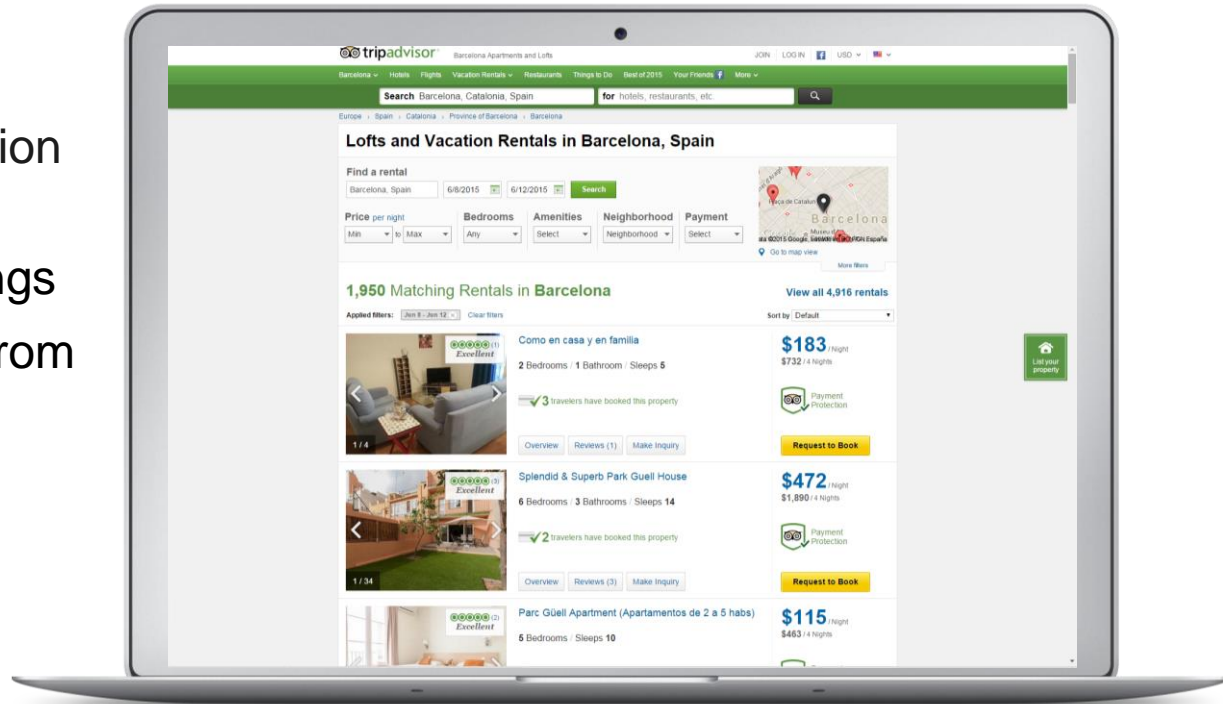 ion
ngs
rom
tripadvisor
Barcelona Apartments and Lofts
JOIN LOG IN USD
Barcelona Hotels Flights Vacation Rentals Restaurants Things to Do Best of 2015 Your Friends More
Search Barcelona, Catalonia, Spain for hotels, restaurants, etc.
Europe › Spain › Catalonia › Province of Barcelona › Barcelona
Lofts and Vacation Rentals in Barcelona, Spain
Find a rental
Barcelona, Spain 6/8/2015 6/12/2015 Search
Price per night Bedrooms Amenities Neighborhood Payment
Min to Max Any Select Neighborhood Select
Barcelona
Go to map view
More filters
1,950 Matching Rentals in Barcelona
View all 4,916 rentals
Applied filters: Jun 8 - Jun 12 × Clear filters
Sort by Default
(1)
Excellent
1 / 4
Como en casa y en familia
2 Bedrooms / 1 Bathroom / Sleeps 5
3 travelers have booked this property
Overview Reviews (1) Make Inquiry
$183 / Night
$732 / 4 Nights
Payment
Protection
Request to Book
List your
property
(3)
Excellent
1 / 34
Splendid & Superb Park Guell House
6 Bedrooms / 3 Bathrooms / Sleeps 14
2 travelers have booked this property
Overview Reviews (3) Make Inquiry
$472 / Night
$1,890 / 4 Nights
Payment
Protection
Request to Book
(2)
Excellent
Parc Güell Apartment (Apartamentos de 2 a 5 habs)
5 Bedrooms / Sleeps 10
$115 / Night
$463 / 4 Nights